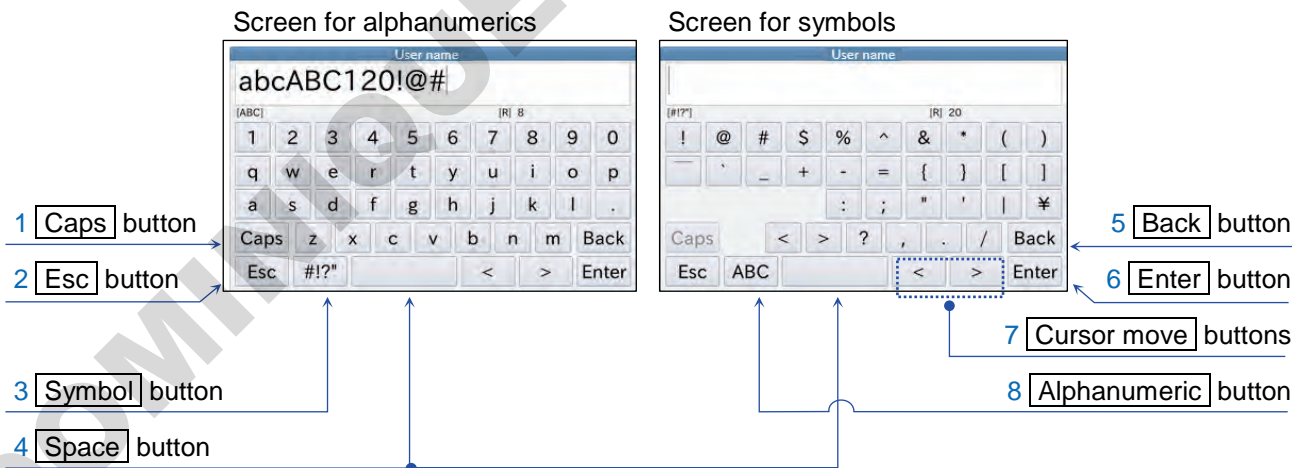 Screen for alphanumerics
User name
abcABC120!@#
[ABC] [R] 8
1 2 3 4 5 6 7 8 9 0
q w e r t y u i o p
a s d f g h j k l .
Caps z x c v b n m Back
Esc #!?" < > Enter
Screen for symbols
User name
[#!?"] [R] 20
! @ # $ % ^ & * ( )
‾ ` _ + - = { } [ ]
: ; " ' | ¥
Caps < > ? , . / Back
Esc ABC < > Enter
1 Caps button
2 Esc button
3 Symbol button
4 Space button
5 Back button
6 Enter button
7 Cursor move buttons
8 Alphanumeric button
DOMINIQUE